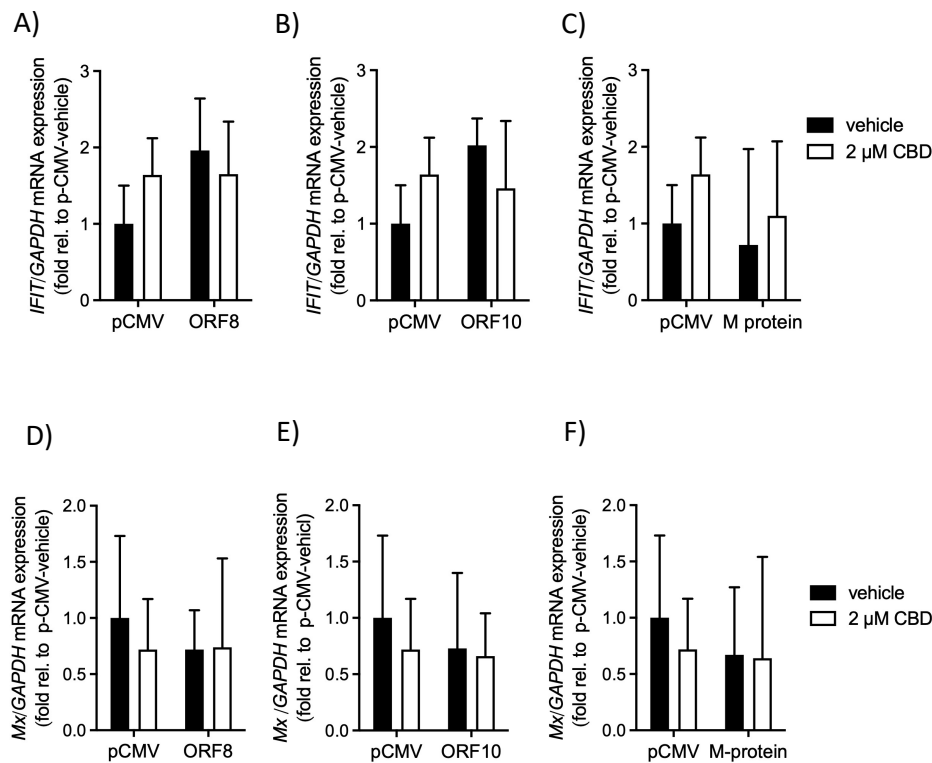 A)
B)
C)
IFIT/GAPDH mRNA expression
(fold rel. to p-CMV-vehicle)
3
2
1
0
pCMV ORF8
IFIT/GAPDH mRNA expression
(fold rel. to p-CMV-vehicle)
3
2
1
0
pCMV ORF10
IFIT/GAPDH mRNA expression
(fold rel. to p-CMV-vehicle)
3
2
1
0
pCMV M protein
vehicle
2 µM CBD
D)
E)
F)
Mx/GAPDH mRNA expression
(fold rel. to p-CMV-vehicle)
2.0
1.5
1.0
0.5
0.0
pCMV ORF8
Mx /GAPDH mRNA expression
(fold rel. to p-CMV-vehicl)
2.0
1.5
1.0
0.5
0.0
pCMV ORF10
Mx/GAPDH mRNA expression
(fold rel. to p-CMV-vehicle)
2.0
1.5
1.0
0.5
0.0
pCMV M-protein
vehicle
2 µM CBD